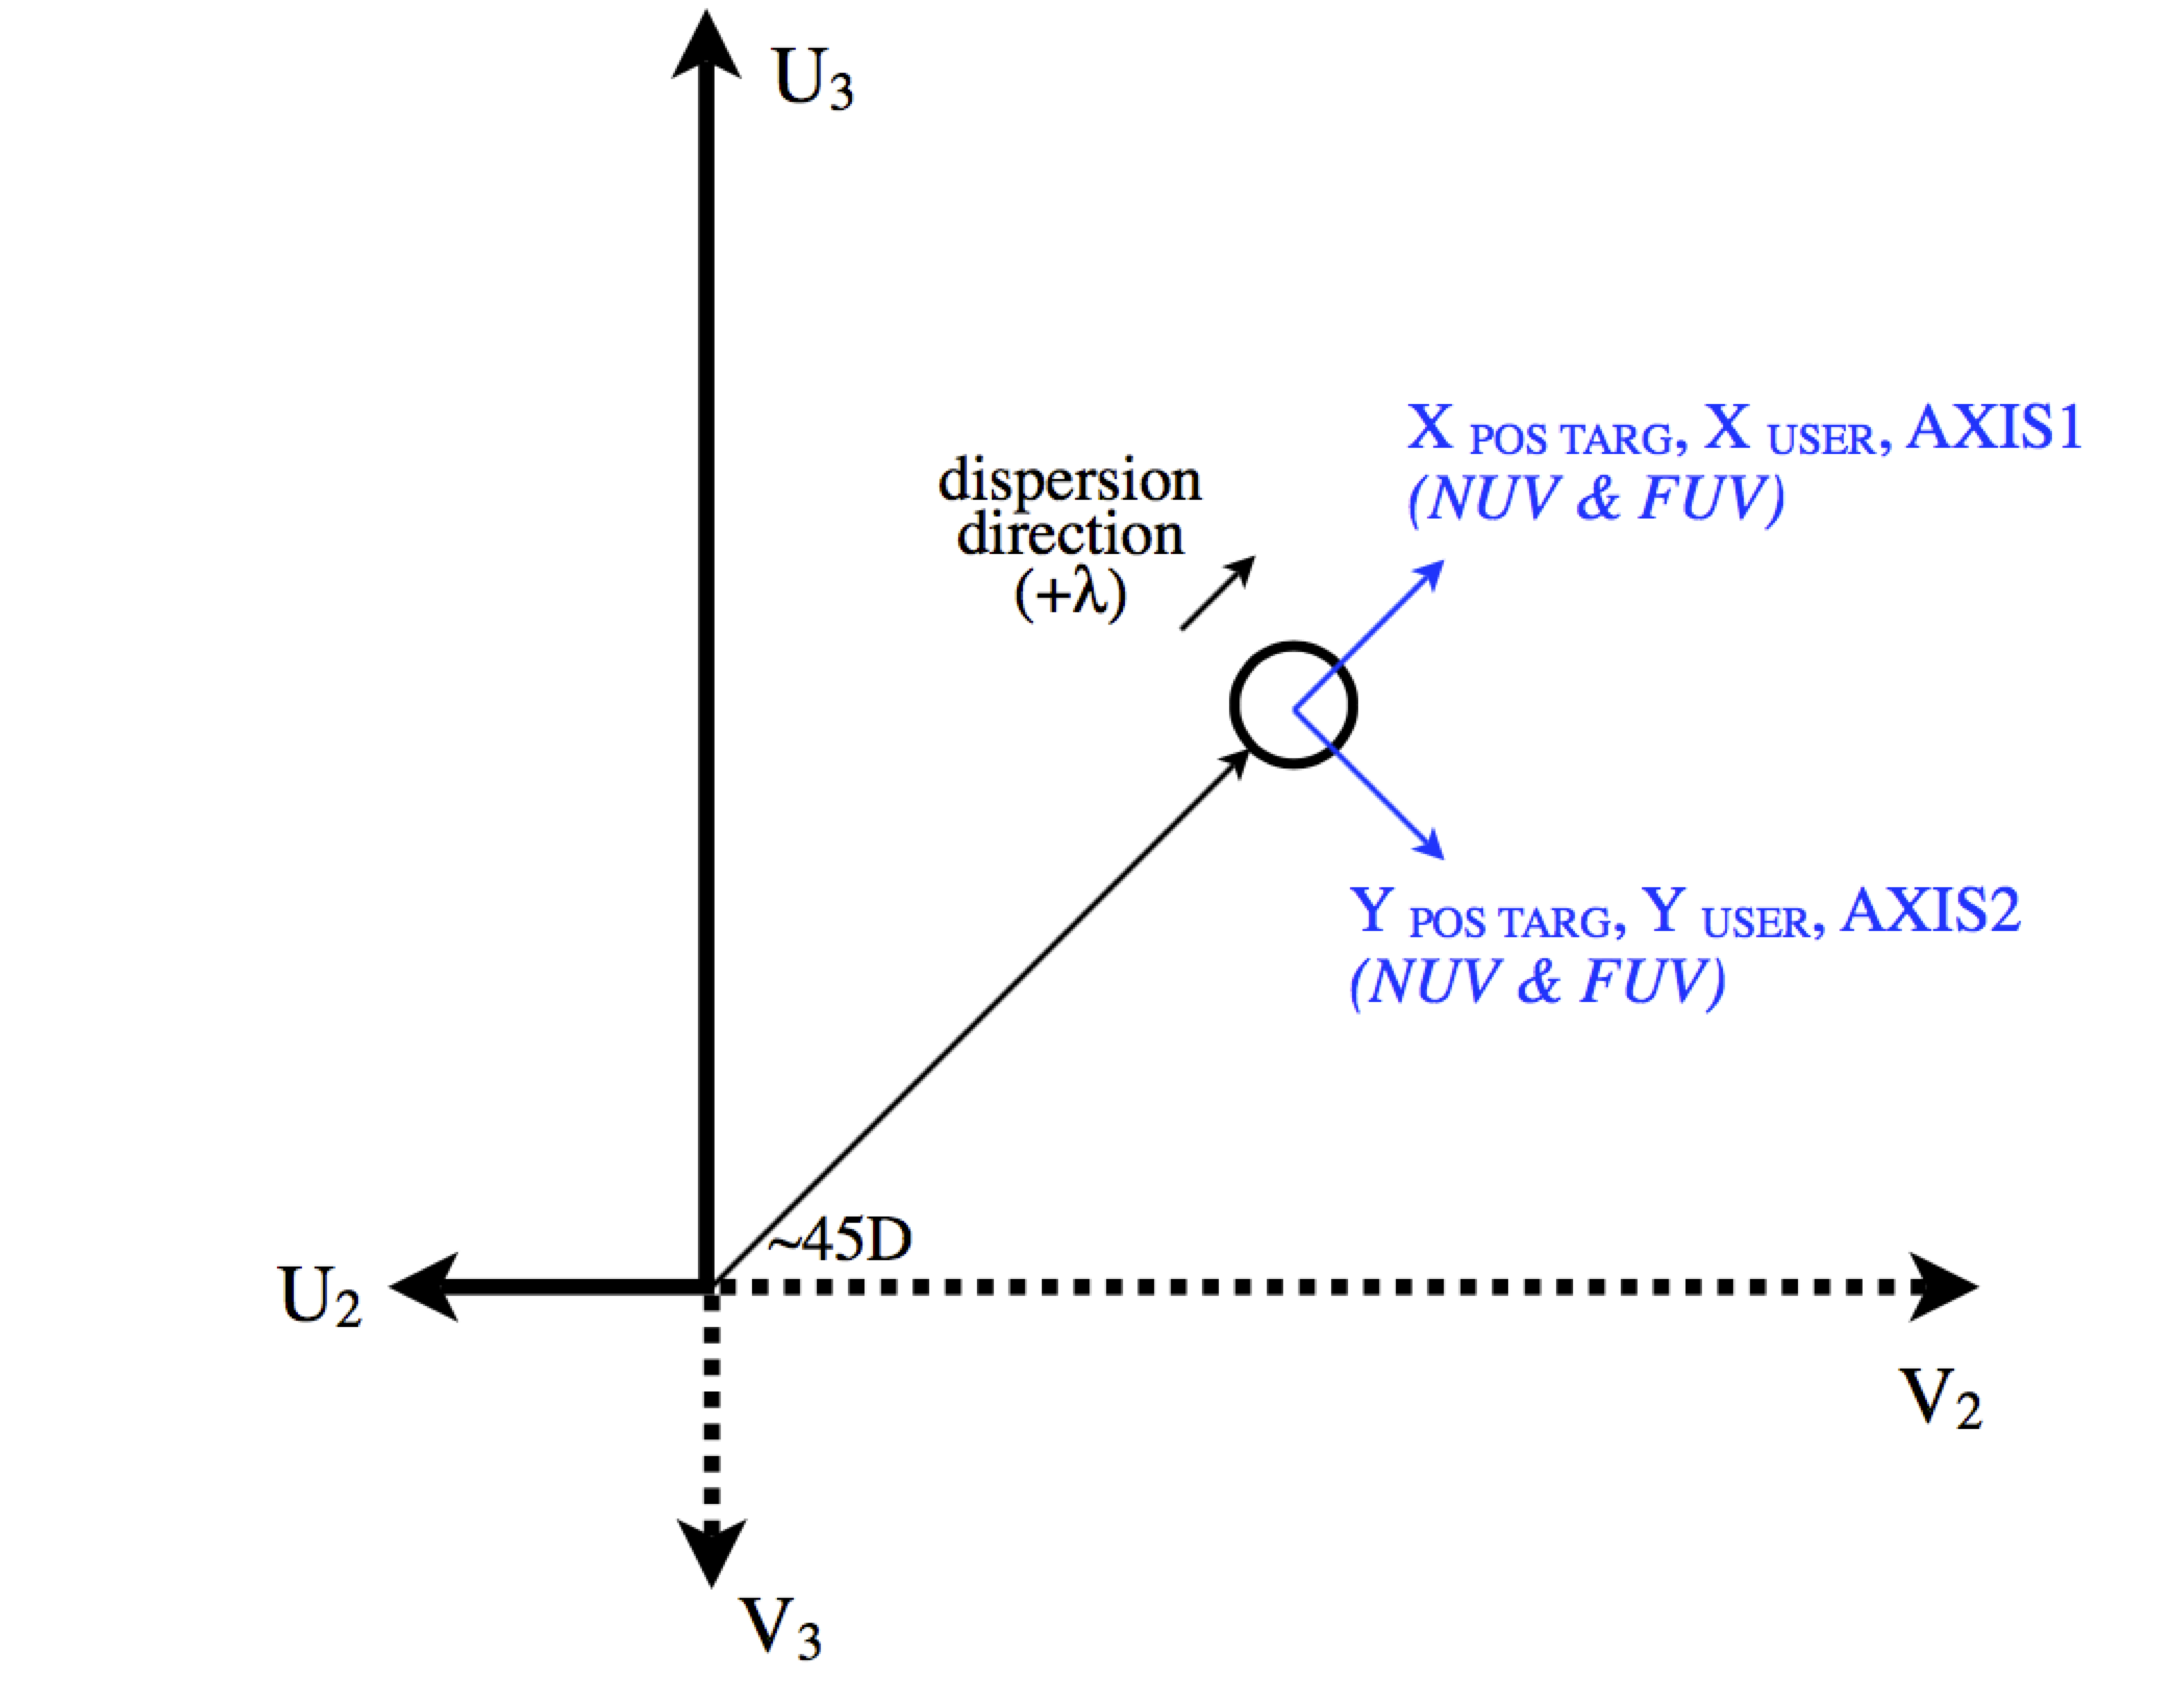 U3
X POS TARG, X USER, AXIS1
(NUV & FUV)
dispersion
direction
(+λ)
Y POS TARG, Y USER, AXIS2
(NUV & FUV)
~45D
U2
V2
V3